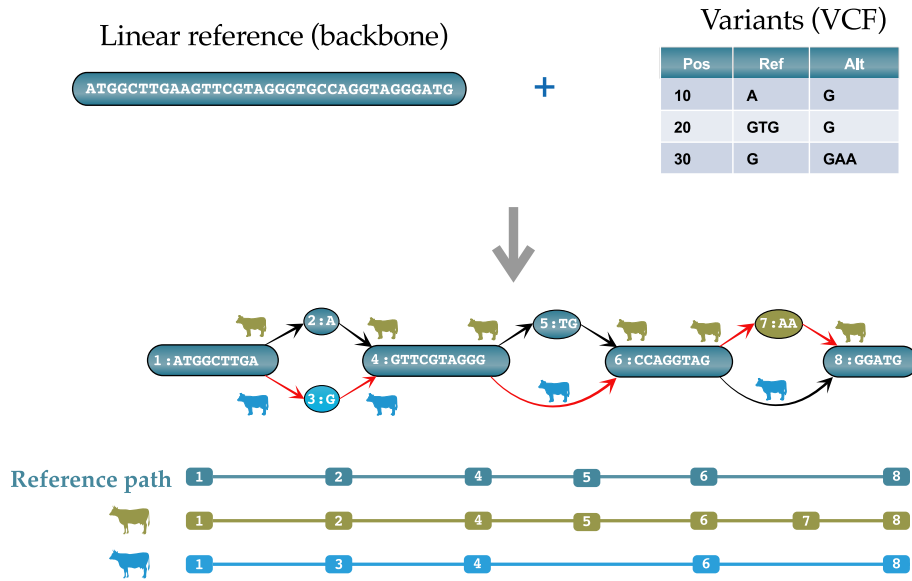 Linear reference (backbone)
Variants (VCF)
ATGGCTTGAAGTTCGTAGGGTGCCAGGTAGGGATG
+
Pos Ref Alt
10 A G
20 GTG G
30 G GAA
2:A
5:TG
7:AA
1:ATGGCTTGA
4:GTTCGTAGGG
6:CCAGGTAG
8:GGATG
3:G
Reference path 1 2 4 5 6 8
1 2 4 5 6 7 8
1 3 4 6 8